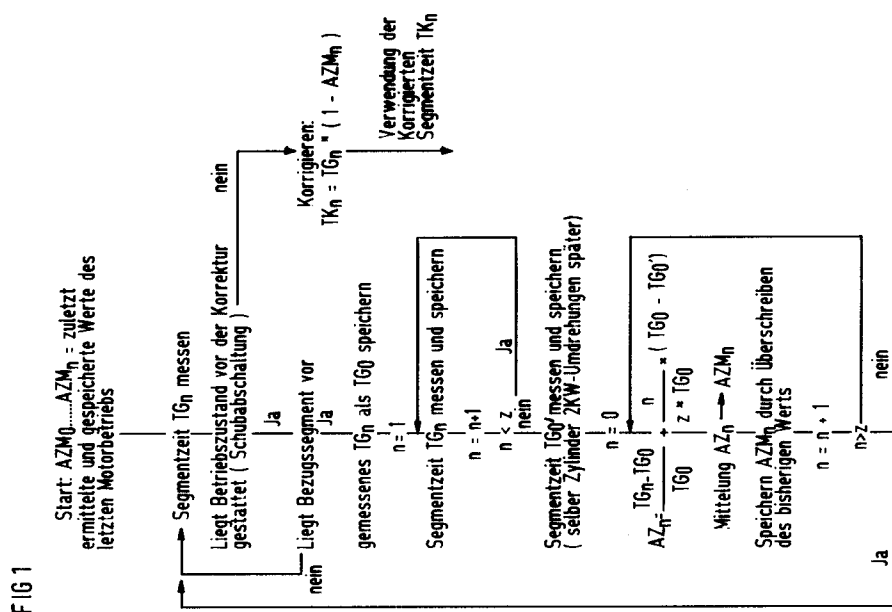 FIG 1
Start: AZM0.....AZMn = zuletzt
ermittelte und gespeicherte Werte des
letzten Motorbetriebs
Segmentzeit TGn messen
Liegt Betriebszustand vor der Korrektur
gestattet ( Schubabschaltung )
nein
Ja
Korrigieren:
TKn = TGn * ( 1 - AZMn )
Verwendung der
Korrigierten
Segmentzeit TKn
Liegt Bezugssegment vor
nein
Ja
gemessenes TGn als TG0 speichern
n = 1
Segmentzeit TGn messen und speichern
n = n+1
n < z
Ja
nein
Segmentzeit TG0' messen und speichern
( selber Zylinder 2KW-Umdrehungen später)
n = 0
AZn= TGn-TG0 / TG0 + n / z * TG0 * ( TG0 - TG0')
Mittelung AZn → AZMn
Speichern AZMn durch Überschreiben
des bisherigen Werts
n = n + 1
n>z
nein
Ja